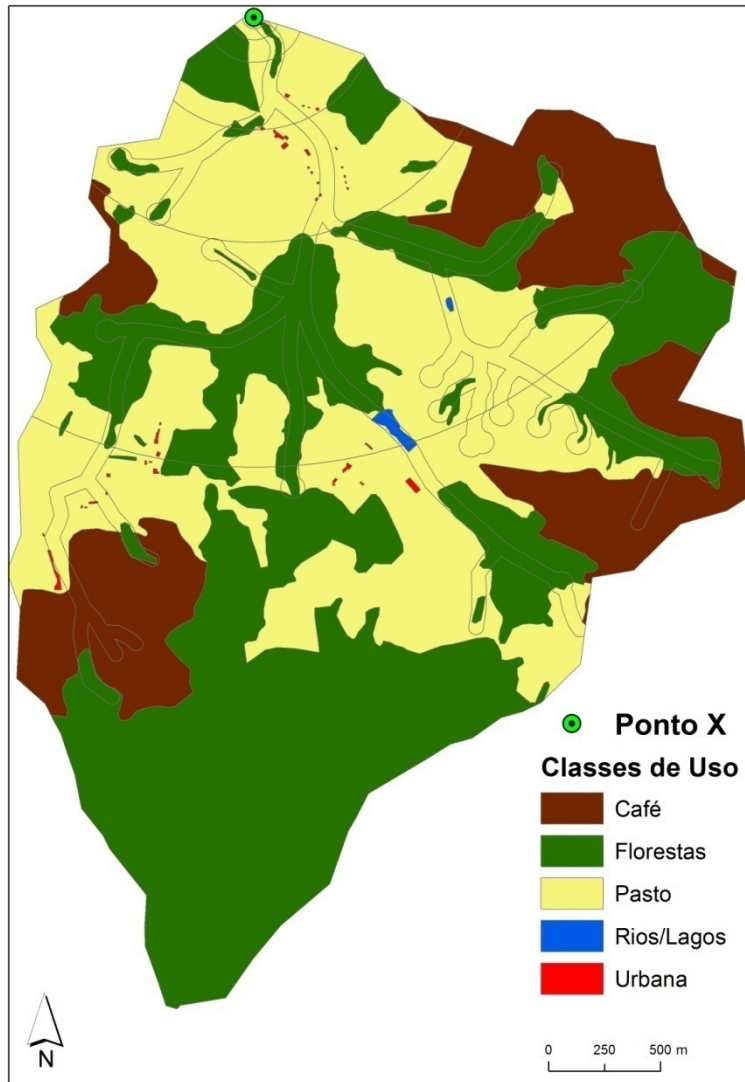 Ponto X
Classes de Uso
Café
Florestas
Pasto
Rios/Lagos
Urbana
N
0 250 500 m